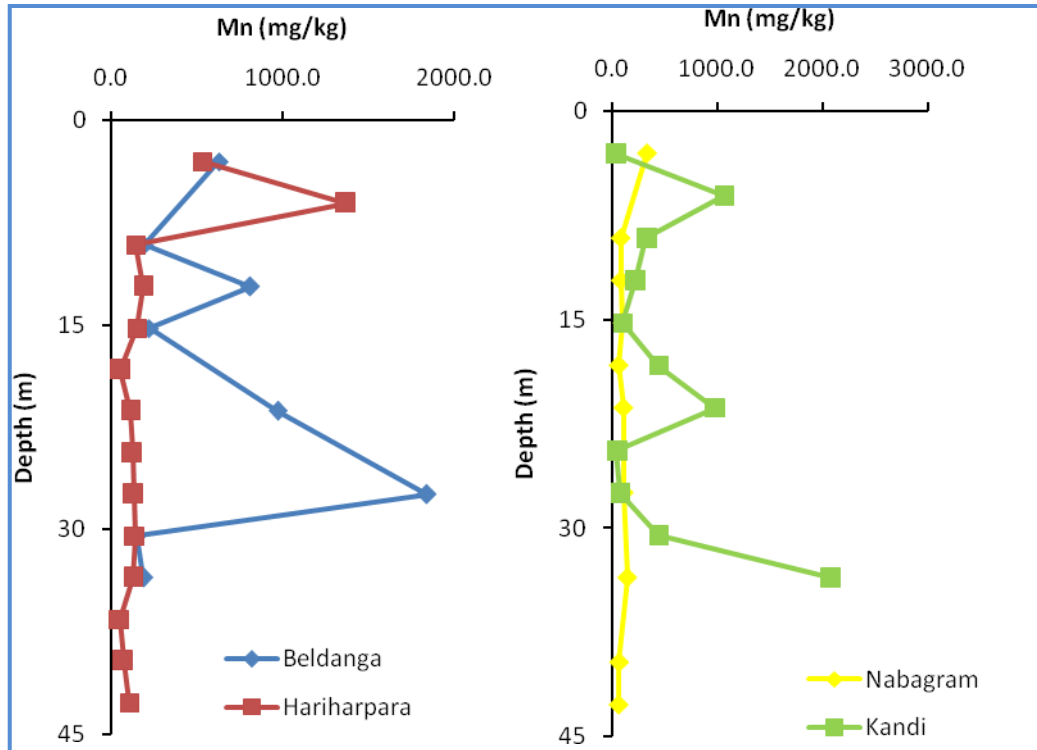 Mn (mg/kg)
0.0 1000.0 2000.0
0
15
30
45
Depth (m)
Beldanga
Hariharpara
Mn (mg/kg)
0.0 1000.0 2000.0 3000.0
0
15
30
45
Depth (m)
Nabagram
Kandi